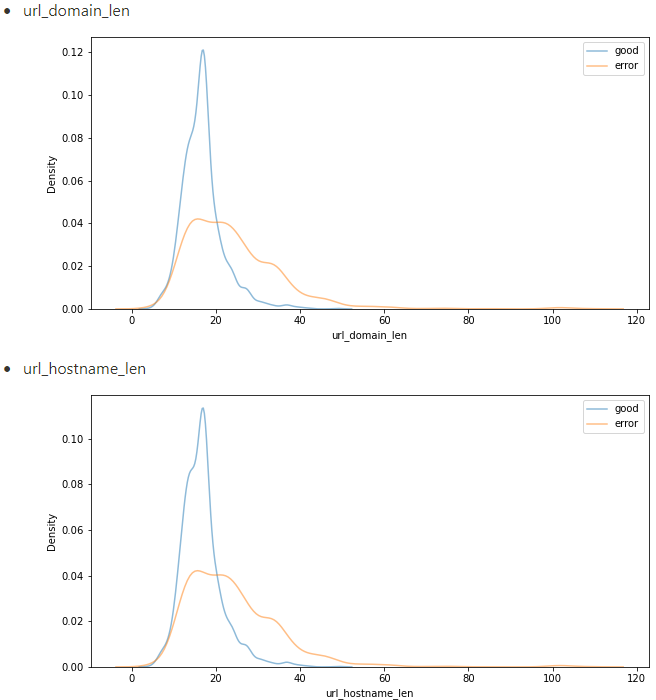 • url_domain_len
good
error
0.12
0.10
0.08
0.06
0.04
0.02
0.00
Density
0 20 40 60 80 100 120
url_domain_len
• url_hostname_len
good
error
0.10
0.08
0.06
0.04
0.02
0.00
Density
0 20 40 60 80 100 120
url_hostname_len